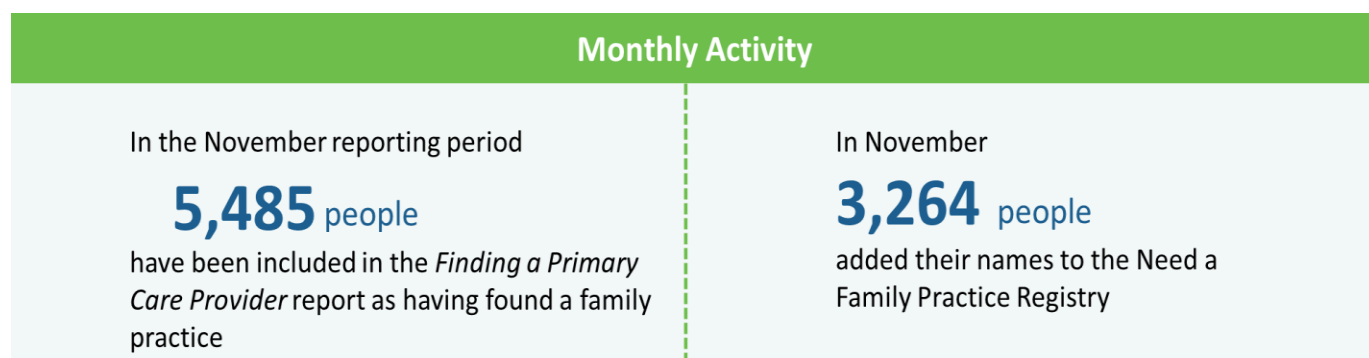 Monthly Activity
In the November reporting period
5,485 people
have been included in the Finding a Primary
Care Provider report as having found a family
practice
In November
3,264 people
added their names to the Need a
Family Practice Registry